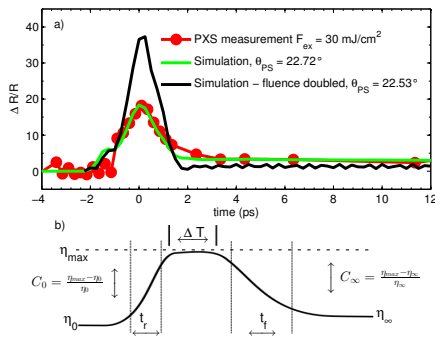 a)
PXS measurement F_ex = 30 mJ/cm²
Simulation, θ_PS = 22.72°
Simulation − fluence doubled, θ_PS = 22.53°
Δ R/R
40
30
20
10
0
−4 −2 0 2 4 6 8 10 12
time (ps)
b)
Δ T
η_max
C_0 = (η_max−η_0)/η_0
C_∞ = (η_max−η_∞)/η_∞
η_0
η_∞
t_r
t_f